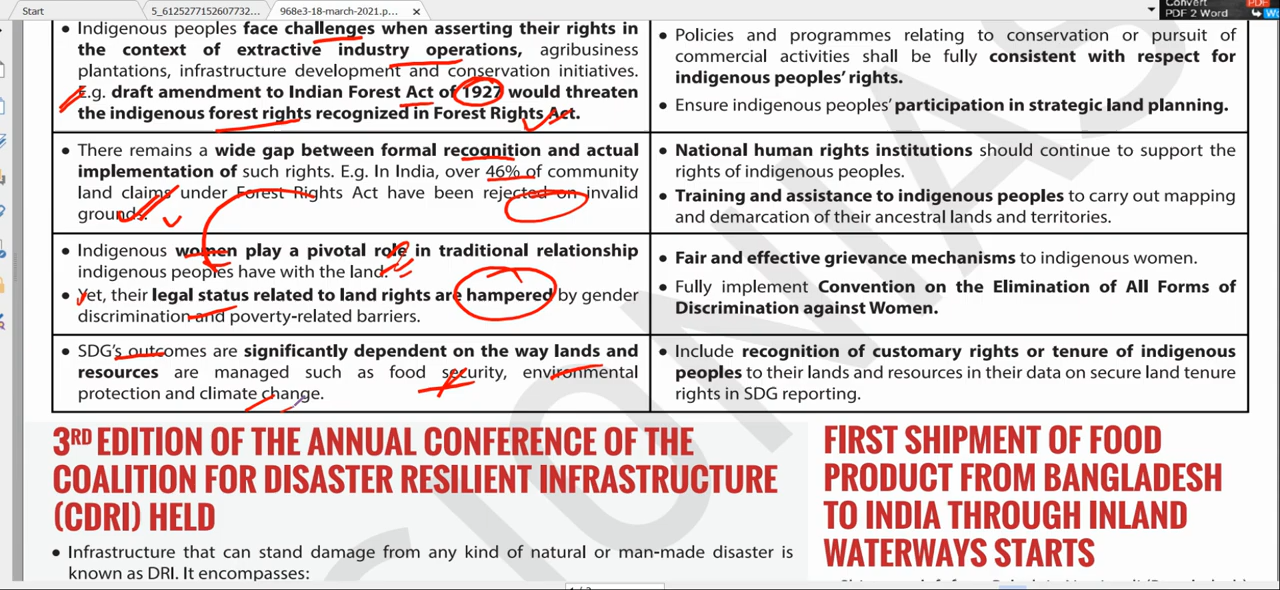 Start
5_6125277152607732...
968e3-18-march-2021.p...
Convert
PDF 2 Word
PDF
• Indigenous peoples face challenges when asserting their rights in
the context of extractive industry operations, agribusiness
plantations, infrastructure development and conservation initiatives.
E.g. draft amendment to Indian Forest Act of 1927 would threaten
the indigenous forest rights recognized in Forest Rights Act.
• Policies and programmes relating to conservation or pursuit of
commercial activities shall be fully consistent with respect for
indigenous peoples' rights.
• Ensure indigenous peoples' participation in strategic land planning.
• There remains a wide gap between formal recognition and actual
implementation of such rights. E.g. In India, over 46% of community
land claims under Forest Rights Act have been rejected on invalid
grounds.
• National human rights institutions should continue to support the
rights of indigenous peoples.
• Training and assistance to indigenous peoples to carry out mapping
and demarcation of their ancestral lands and territories.
• Indigenous women play a pivotal role in traditional relationship
indigenous peoples have with the land.
• Yet, their legal status related to land rights are hampered by gender
discrimination and poverty-related barriers.
• Fair and effective grievance mechanisms to indigenous women.
• Fully implement Convention on the Elimination of All Forms of
Discrimination against Women.
• SDG's outcomes are significantly dependent on the way lands and
resources are managed such as food security, environmental
protection and climate change.
• Include recognition of customary rights or tenure of indigenous
peoples to their lands and resources in their data on secure land tenure
rights in SDG reporting.
3RD EDITION OF THE ANNUAL CONFERENCE OF THE
COALITION FOR DISASTER RESILIENT INFRASTRUCTURE
(CDRI) HELD
• Infrastructure that can stand damage from any kind of natural or man-made disaster is
known as DRI. It encompasses:
FIRST SHIPMENT OF FOOD
PRODUCT FROM BANGLADESH
TO INDIA THROUGH INLAND
WATERWAYS STARTS